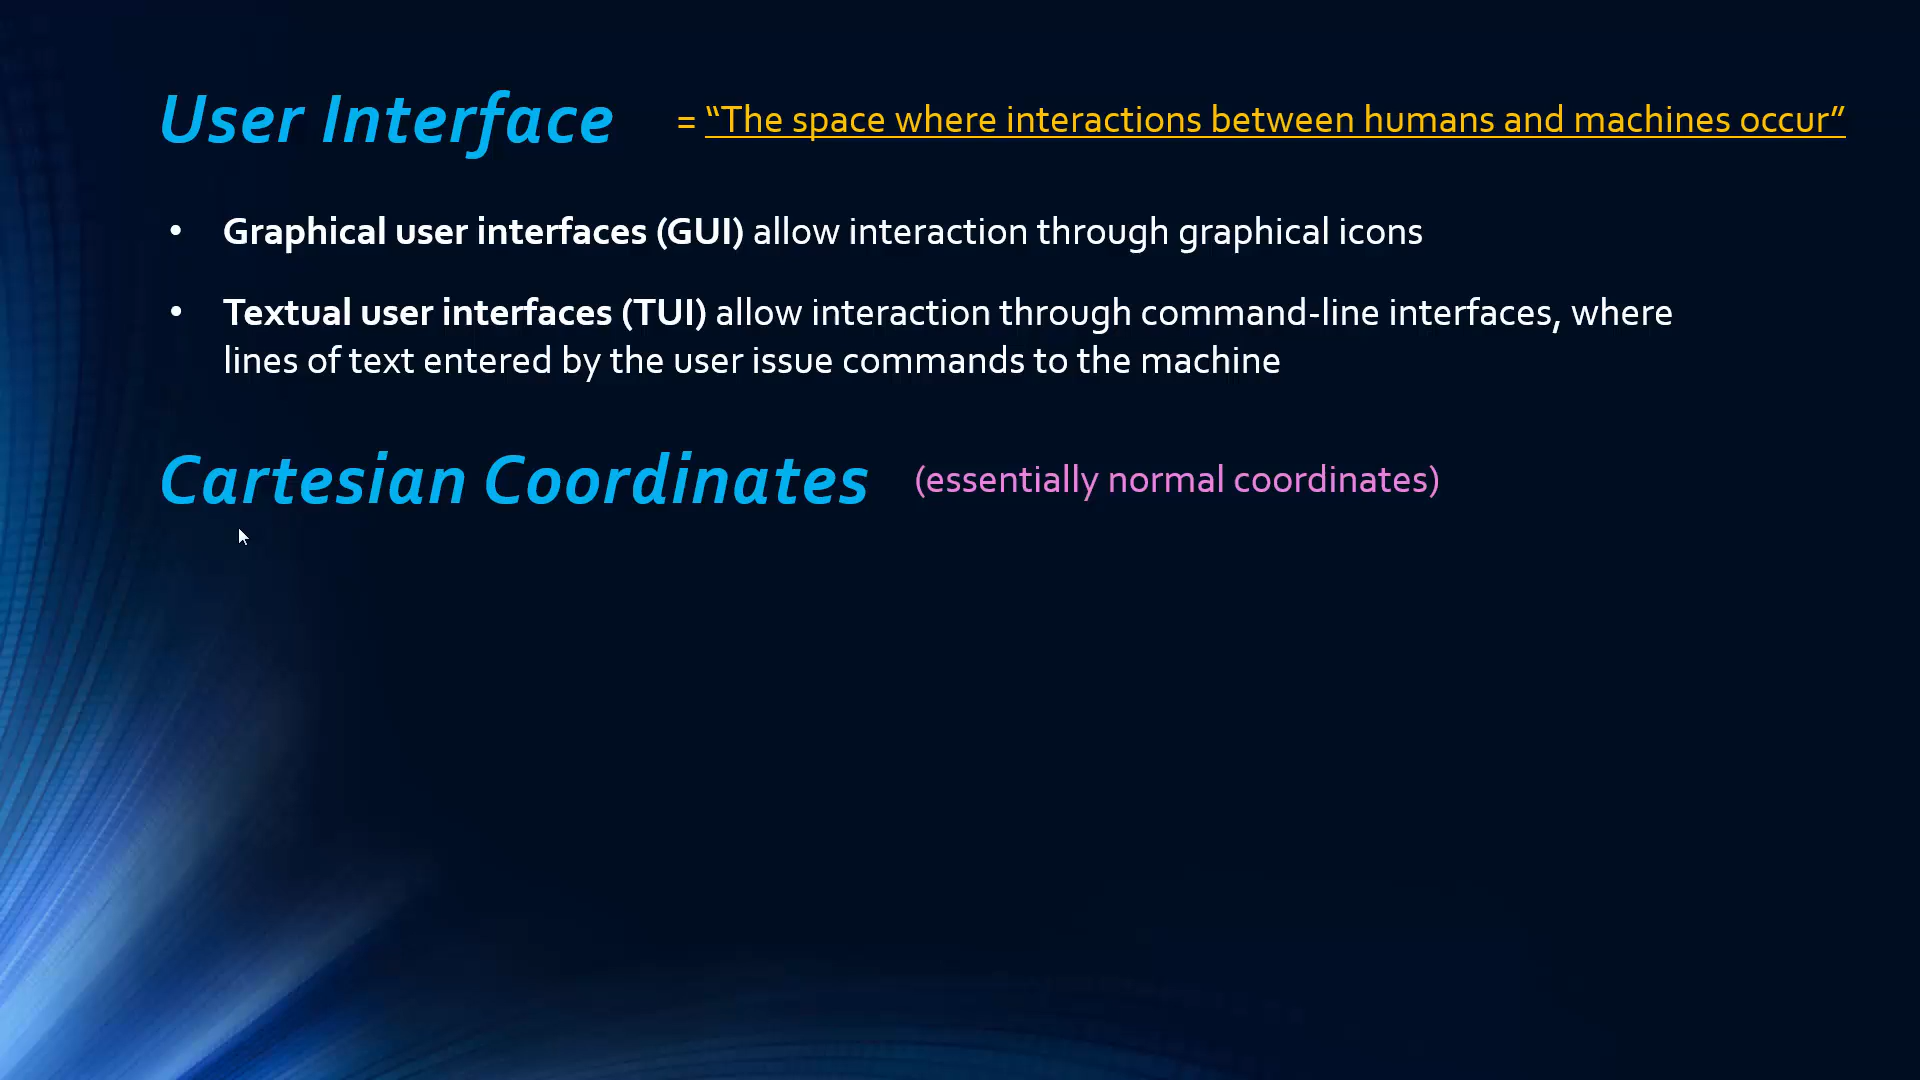 User Interface = “The space where interactions between humans and machines occur”
• Graphical user interfaces (GUI) allow interaction through graphical icons
• Textual user interfaces (TUI) allow interaction through command-line interfaces, where
lines of text entered by the user issue commands to the machine
Cartesian Coordinates (essentially normal coordinates)